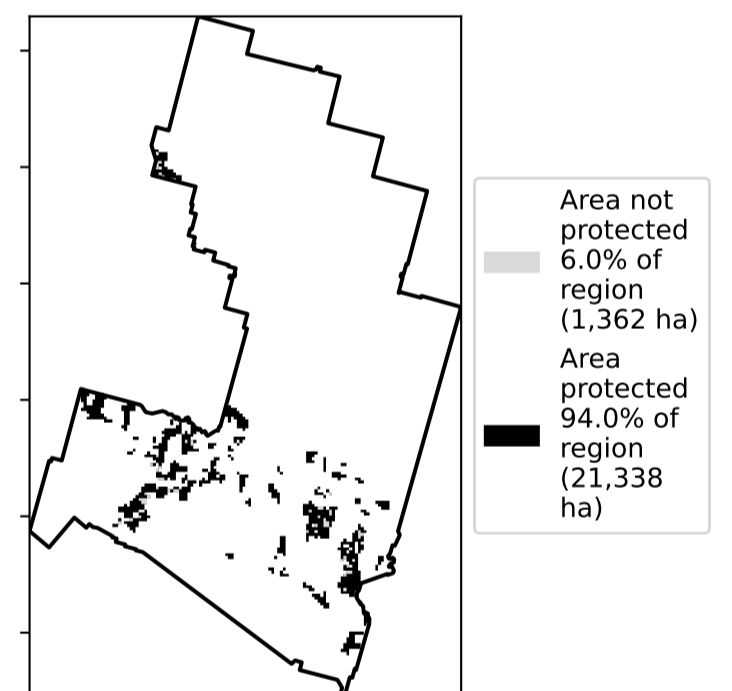 Area not
protected
6.0% of
region
(1,362 ha)
Area
protected
94.0% of
region
(21,338
ha)